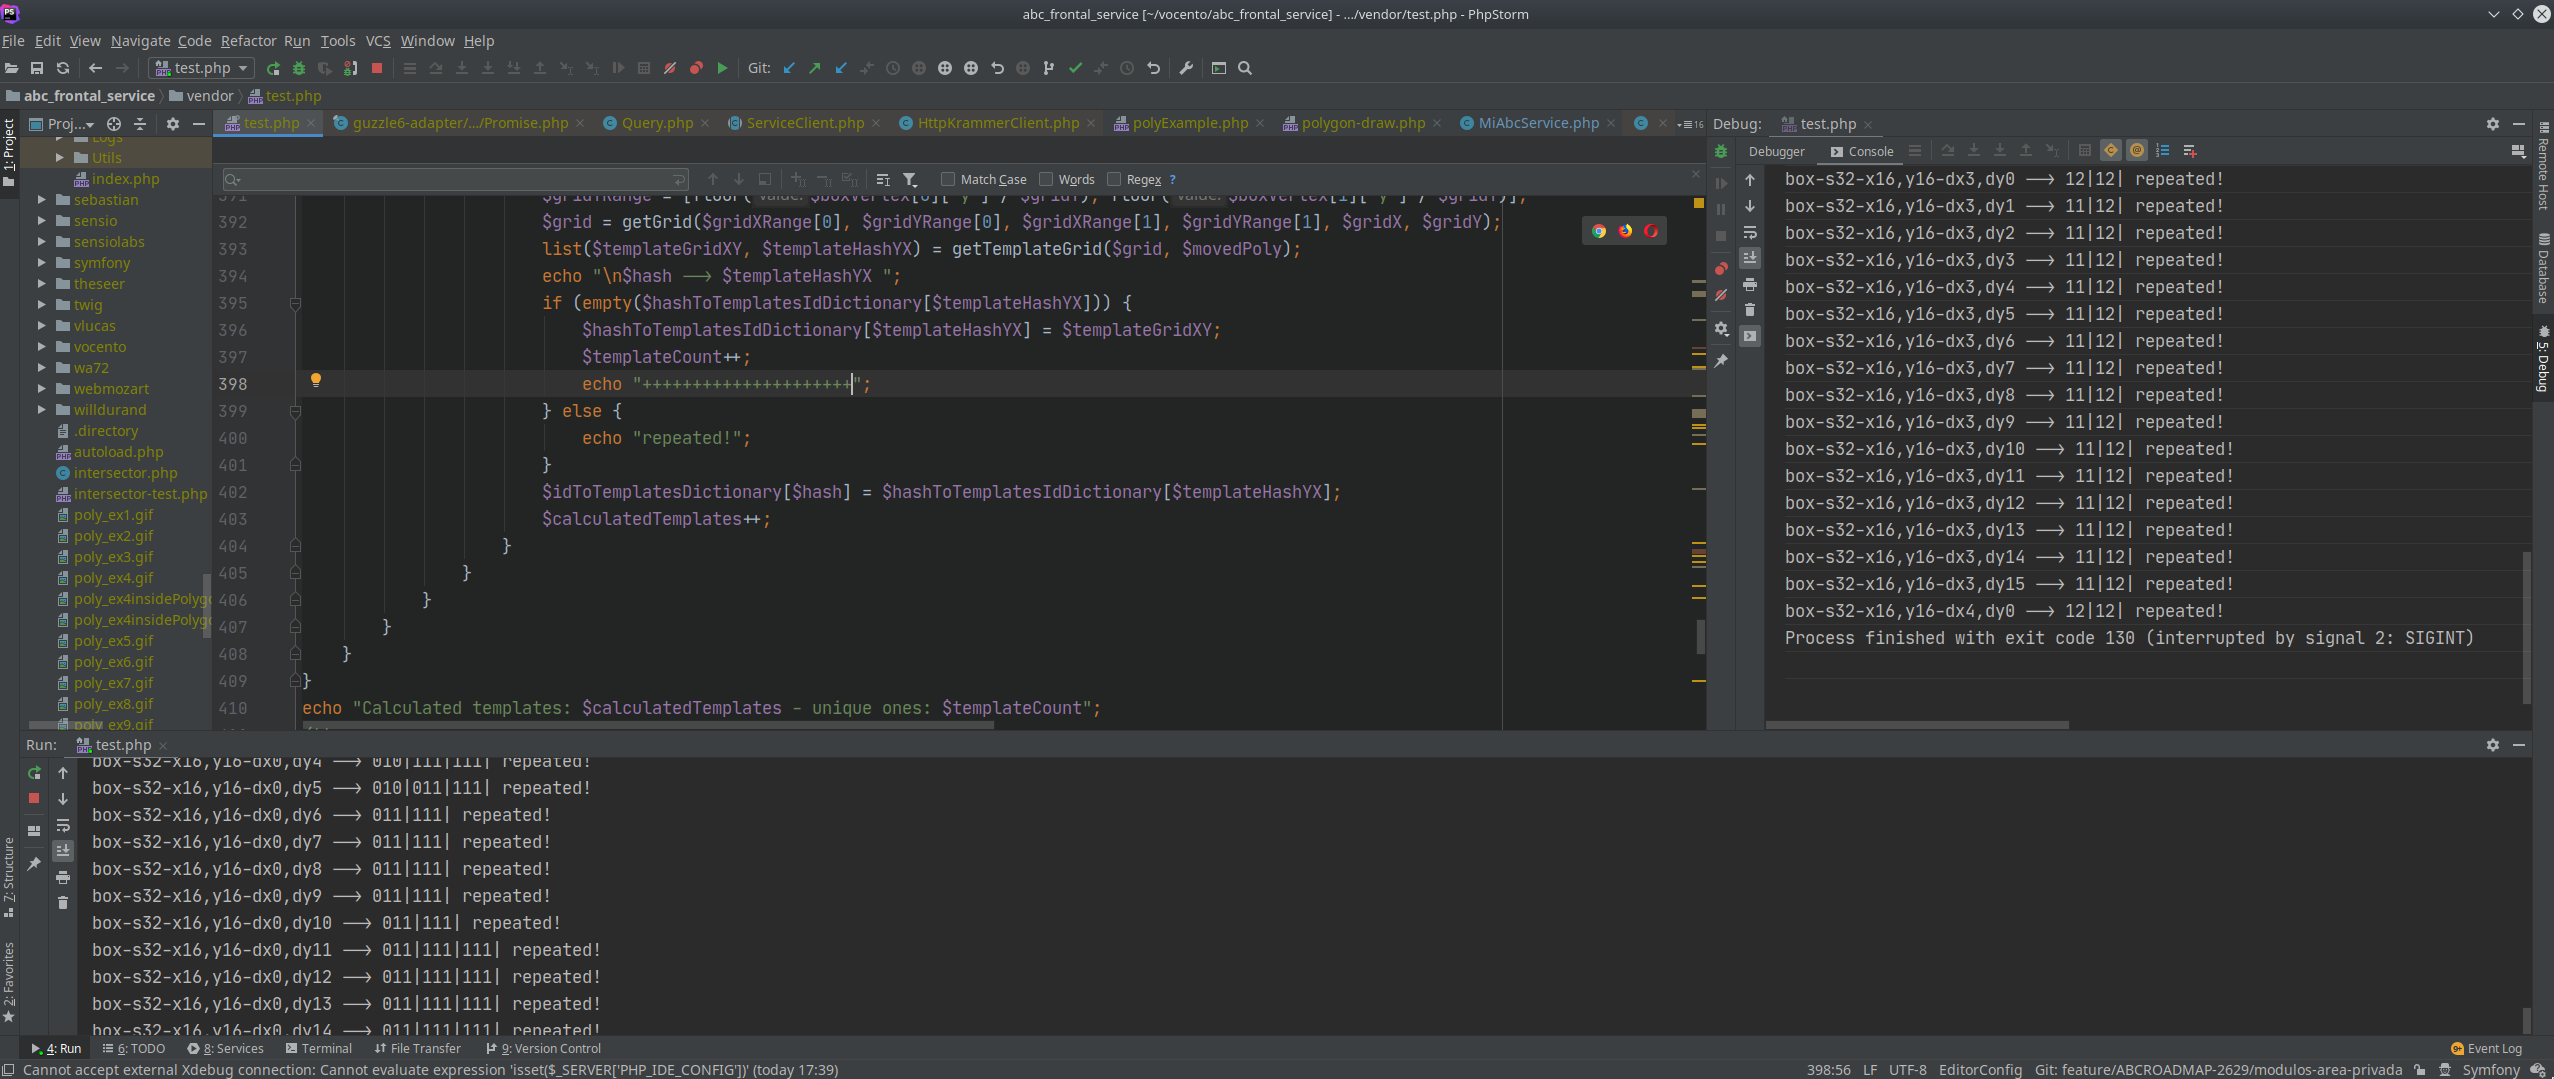 abc_frontal_service [~/vocento/abc_frontal_service] - .../vendor/test.php - PhpStorm
File Edit View Navigate Code Refactor Run Tools VCS Window Help
test.php Git:
abc_frontal_service vendor test.php
Proj... test.php guzzle6-adapter/.../Promise.php Query.php ServiceClient.php HttpKrammerClient.php polyExample.php polygon-draw.php MiAbcService.php 16
Match Case Words Regex ?
1: Project
Logs
Utils
index.php
sebastian
sensio
sensiolabs
symfony
theseer
twig
vlucas
vocento
wa72
webmozart
willdurand
.directory
autoload.php
intersector.php
intersector-test.php
poly_ex1.gif
poly_ex2.gif
poly_ex3.gif
poly_ex4.gif
poly_ex4insidePolyg
poly_ex4insidePolyg
poly_ex5.gif
poly_ex6.gif
poly_ex7.gif
poly_ex8.gif
poly_ex9.gif
391 $gridYRange = [floor( value: $boxVertex[0]['y'] / $gridY), floor( value: $boxVertex[1]['y'] / $gridY)];
392 $grid = getGrid($gridXRange[0], $gridYRange[0], $gridXRange[1], $gridYRange[1], $gridX, $gridY);
393 list($templateGridXY, $templateHashYX) = getTemplateGrid($grid, $movedPoly);
394 echo "\n$hash --> $templateHashYX ";
395 if (empty($hashToTemplatesIdDictionary[$templateHashYX])) {
396 $hashToTemplatesIdDictionary[$templateHashYX] = $templateGridXY;
397 $templateCount++;
398 echo "+++++++++++++++++++++";
399 } else {
400 echo "repeated!";
401 }
402 $idToTemplatesDictionary[$hash] = $hashToTemplatesIdDictionary[$templateHashYX];
403 $calculatedTemplates++;
404 }
405 }
406 }
407 }
408 }
409 }
410 echo "Calculated templates: $calculatedTemplates - unique ones: $templateCount";
Debug: test.php
Debugger Console
box-s32-x16,y16-dx3,dy0 --> 12|12| repeated!
box-s32-x16,y16-dx3,dy1 --> 11|12| repeated!
box-s32-x16,y16-dx3,dy2 --> 11|12| repeated!
box-s32-x16,y16-dx3,dy3 --> 11|12| repeated!
box-s32-x16,y16-dx3,dy4 --> 11|12| repeated!
box-s32-x16,y16-dx3,dy5 --> 11|12| repeated!
box-s32-x16,y16-dx3,dy6 --> 11|12| repeated!
box-s32-x16,y16-dx3,dy7 --> 11|12| repeated!
box-s32-x16,y16-dx3,dy8 --> 11|12| repeated!
box-s32-x16,y16-dx3,dy9 --> 11|12| repeated!
box-s32-x16,y16-dx3,dy10 --> 11|12| repeated!
box-s32-x16,y16-dx3,dy11 --> 11|12| repeated!
box-s32-x16,y16-dx3,dy12 --> 11|12| repeated!
box-s32-x16,y16-dx3,dy13 --> 11|12| repeated!
box-s32-x16,y16-dx3,dy14 --> 11|12| repeated!
box-s32-x16,y16-dx3,dy15 --> 11|12| repeated!
box-s32-x16,y16-dx4,dy0 --> 12|12| repeated!
Process finished with exit code 130 (interrupted by signal 2: SIGINT)
Remote Host
Database
5: Debug
Run: test.php
box-s32-x16,y16-dx0,dy4 --> 010|111|111| repeated!
box-s32-x16,y16-dx0,dy5 --> 010|011|111| repeated!
box-s32-x16,y16-dx0,dy6 --> 011|111| repeated!
box-s32-x16,y16-dx0,dy7 --> 011|111| repeated!
box-s32-x16,y16-dx0,dy8 --> 011|111| repeated!
box-s32-x16,y16-dx0,dy9 --> 011|111| repeated!
box-s32-x16,y16-dx0,dy10 --> 011|111| repeated!
box-s32-x16,y16-dx0,dy11 --> 011|111|111| repeated!
box-s32-x16,y16-dx0,dy12 --> 011|111|111| repeated!
box-s32-x16,y16-dx0,dy13 --> 011|111|111| repeated!
box-s32-x16,y16-dx0,dy14 --> 011|111|111| repeated!
7: Structure
2: Favorites
4: Run 6: TODO 8: Services Terminal File Transfer 9: Version Control 9+ Event Log
Cannot accept external Xdebug connection: Cannot evaluate expression 'isset($_SERVER['PHP_IDE_CONFIG'])' (today 17:39) 398:56 LF UTF-8 EditorConfig Git: feature/ABCROADMAP-2629/modulos-area-privada Symfony